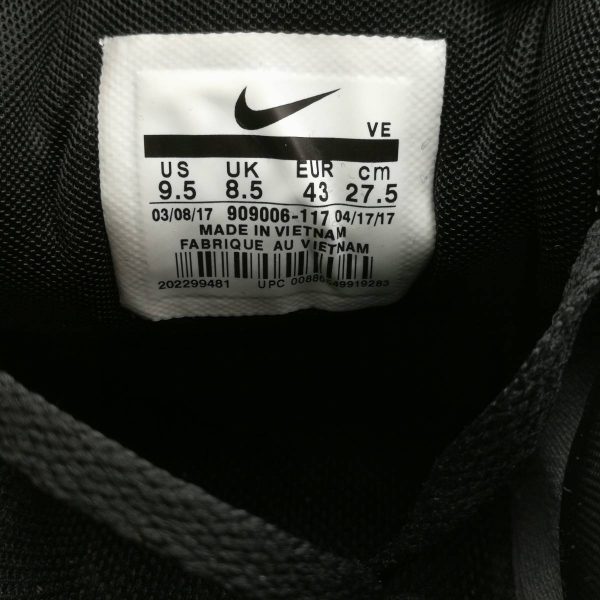 VE
US UK EUR cm
9.5 8.5 43 27.5
03/08/17 909006-117 04/17/17
MADE IN VIETNAM
FABRIQUE AU VIETNAM
202299481 UPC